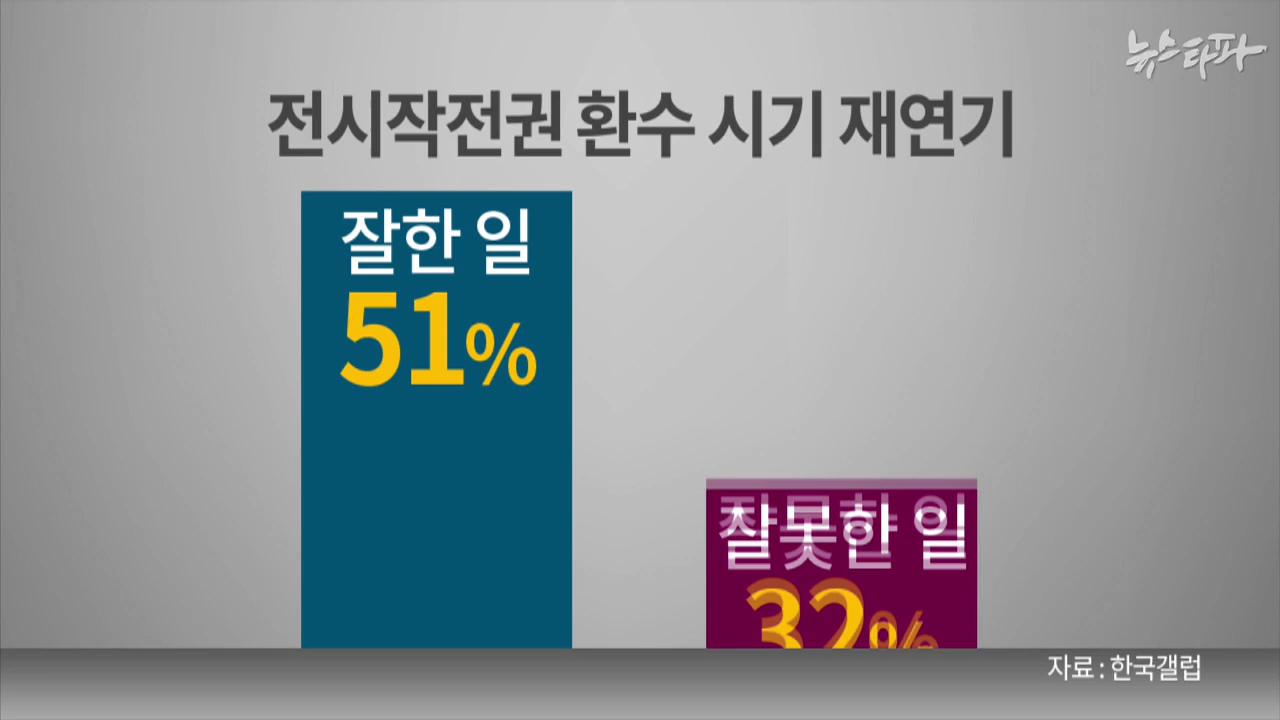 뉴스타파
전시작전권 환수 시기 재연기
잘한 일
51%
잘못한 일
32%
자료 : 한국갤럽